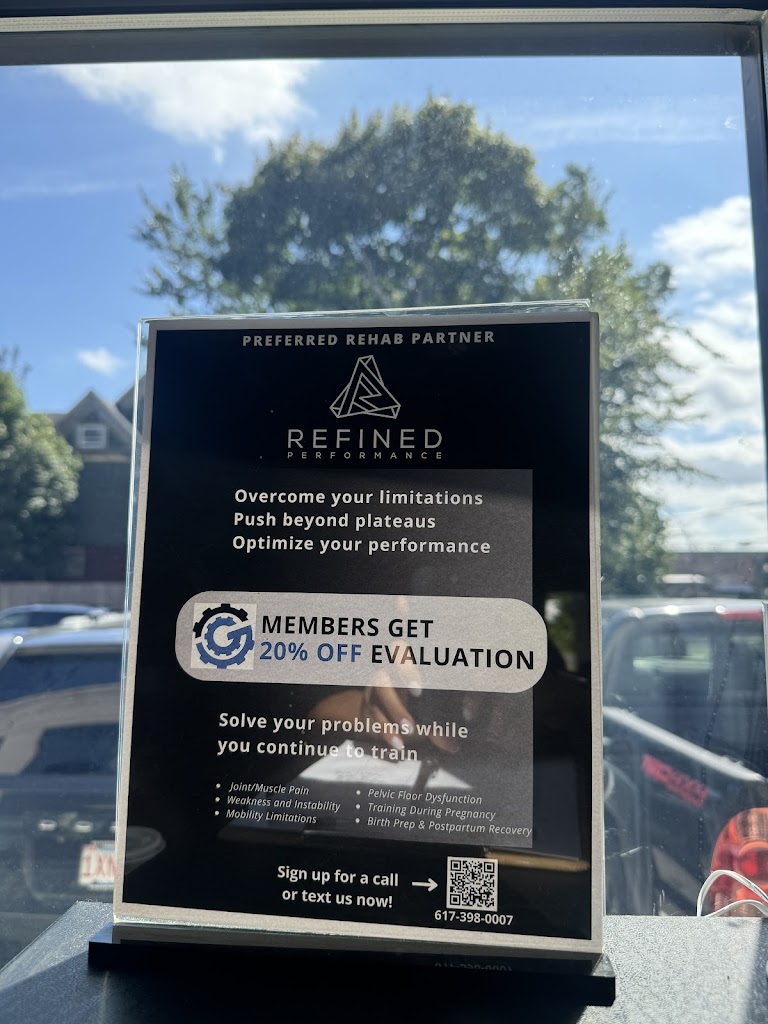 PREFERRED REHAB PARTNER
REFINED
PERFORMANCE
Overcome your limitations
Push beyond plateaus
Optimize your performance
MEMBERS GET
20% OFF EVALUATION
Solve your problems while
you continue to train
• Joint/Muscle Pain
• Weakness and Instability
• Mobility Limitations
• Pelvic Floor Dysfunction
• Training During Pregnancy
• Birth Prep & Postpartum Recovery
Sign up for a call
or text us now!
617-398-0007